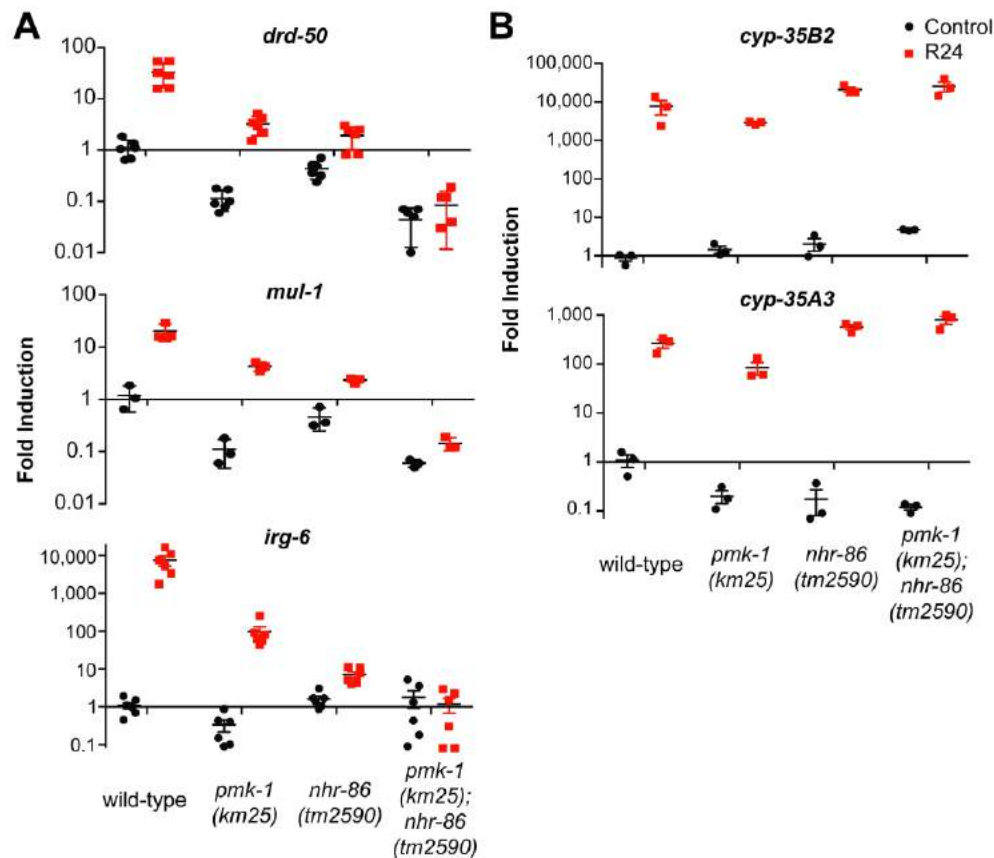 A
drd-50
100
10
1
0.1
0.01
mul-1
100
10
1
0.1
0.01
irg-6
10,000
1,000
100
10
1
0.1
Fold Induction
wild-type
pmk-1
(km25)
nhr-86
(tm2590)
pmk-1
(km25);
nhr-86
(tm2590)
B
Control
R24
cyp-35B2
100,000
10,000
1,000
100
10
1
cyp-35A3
1,000
100
10
1
0.1
Fold Induction
wild-type
pmk-1
(km25)
nhr-86
(tm2590)
pmk-1
(km25);
nhr-86
(tm2590)